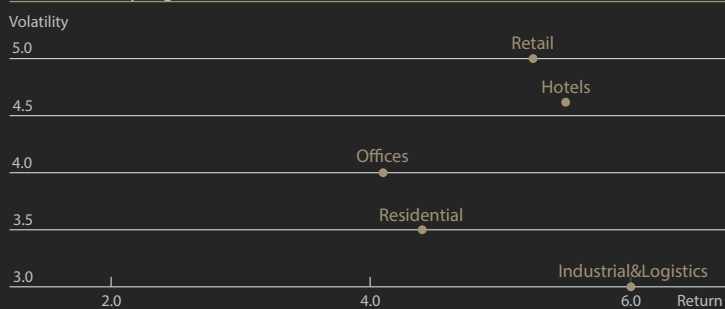 Volatility
5.0
Retail
Hotels
4.5
Offices
4.0
Residential
3.5
Industrial&Logistics
3.0
2.0 4.0 6.0 Return